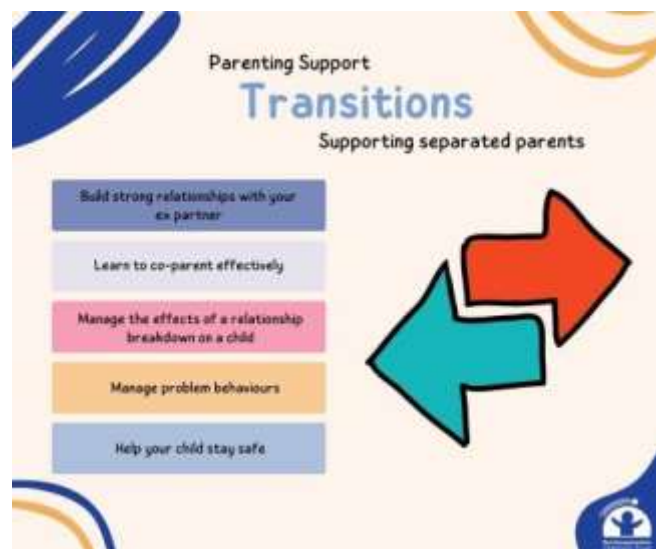 Parenting Support
Transitions
Supporting separated parents
Build strong relationships with your
ex partner
Learn to co-parent effectively
Manage the effects of a relationship
breakdown on a child
Manage problem behaviours
Help your child stay safe